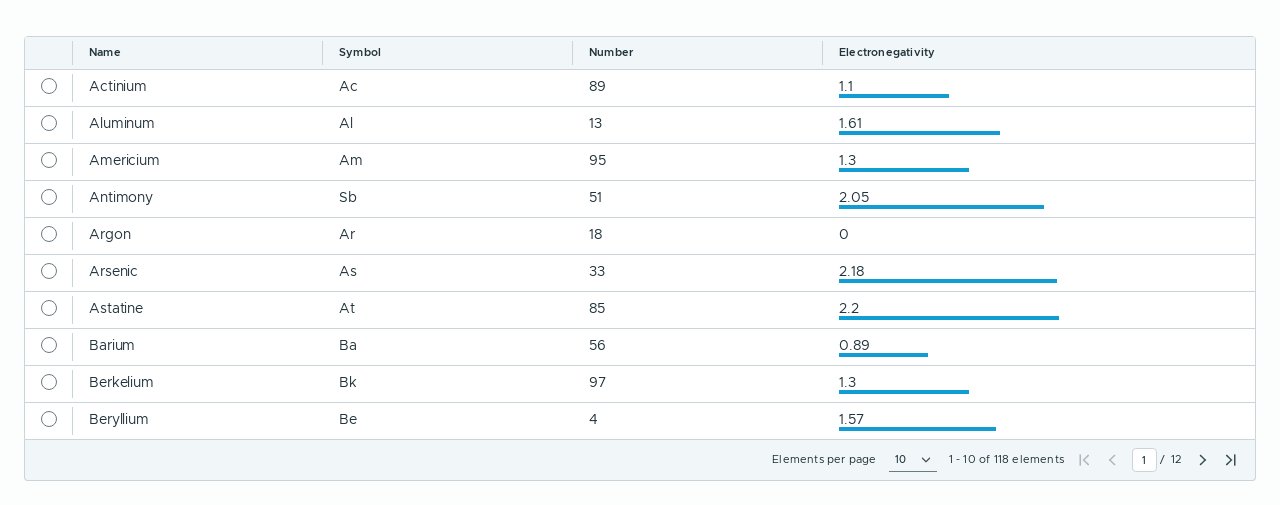 Name Symbol Number Electronegativity
Actinium Ac 89 1.1
Aluminum Al 13 1.61
Americium Am 95 1.3
Antimony Sb 51 2.05
Argon Ar 18 0
Arsenic As 33 2.18
Astatine At 85 2.2
Barium Ba 56 0.89
Berkelium Bk 97 1.3
Beryllium Be 4 1.57
Elements per page 10 1 - 10 of 118 elements 1 / 12